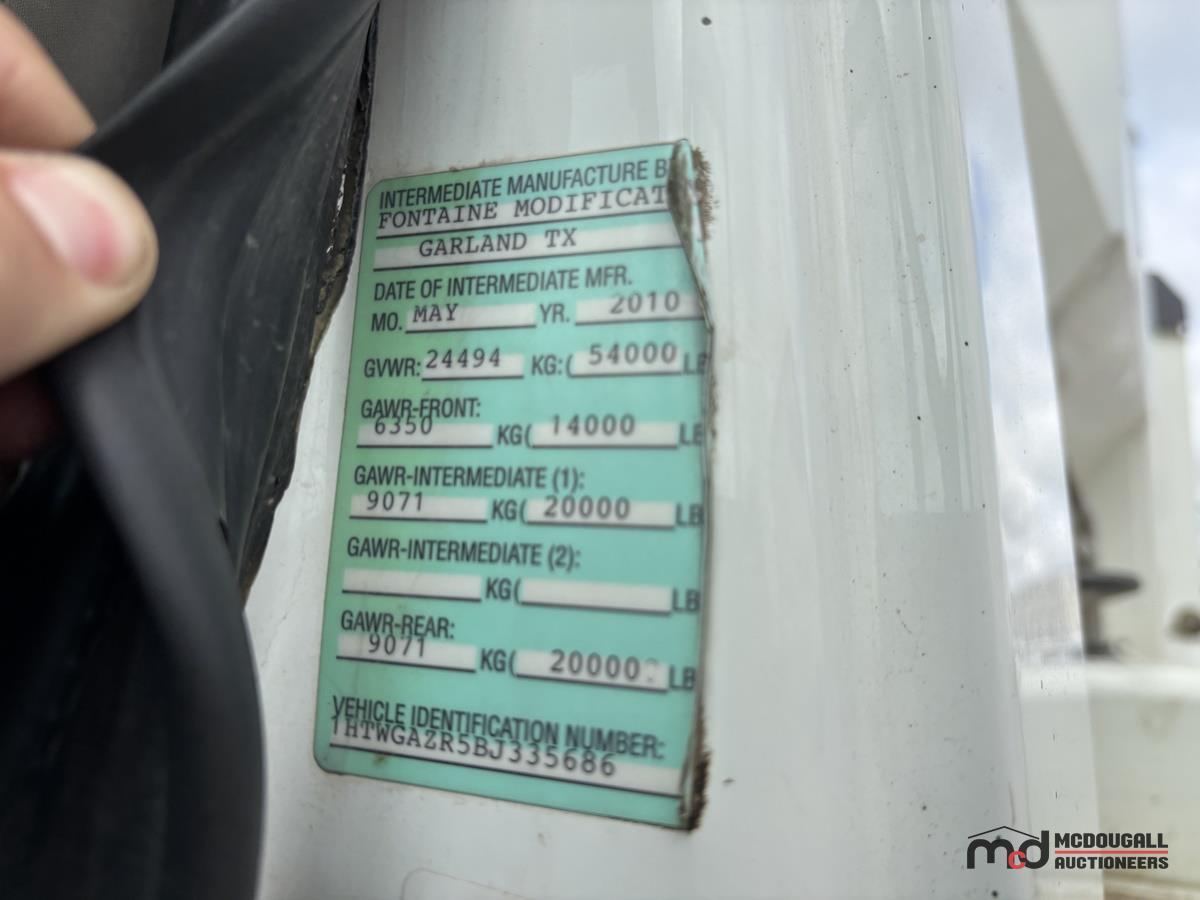 INTERMEDIATE MANUFACTURE B
FONTAINE MODIFICAT
GARLAND TX
DATE OF INTERMEDIATE MFR.
MO. MAY YR. 2010
GVWR: 24494 KG: ( 54000 LB
GAWR-FRONT:
6350 KG( 14000 LB
GAWR-INTERMEDIATE (1):
9071 KG( 20000 LB
GAWR-INTERMEDIATE (2):
KG( LB
GAWR-REAR:
9071 KG( 20000 LB
VEHICLE IDENTIFICATION NUMBER:
1HTWGAZR5BJ335686
mcd MCDOUGALL
AUCTIONEERS